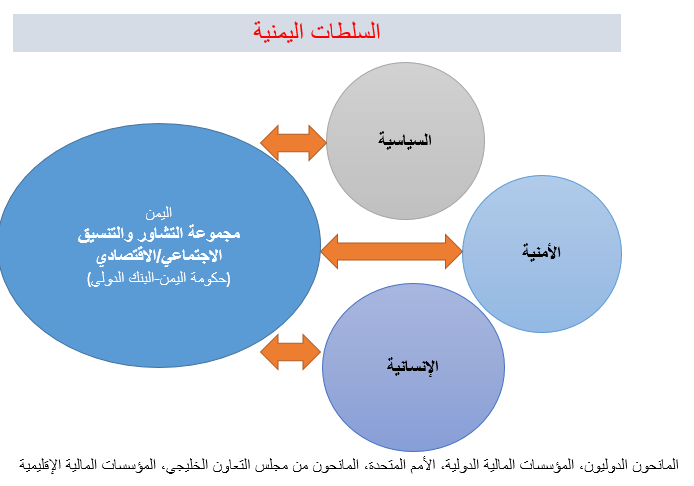 السلطات اليمنية
السياسية
اليمن
مجموعة التشاور والتنسيق
الاجتماعي/الاقتصادي
(حكومة اليمن-البنك الدولي)
الأمنية
الإنسانية
المانحون الدوليون، المؤسسات المالية الدولية، الأمم المتحدة، المانحون من مجلس التعاون الخليجي، المؤسسات المالية الإقليمية